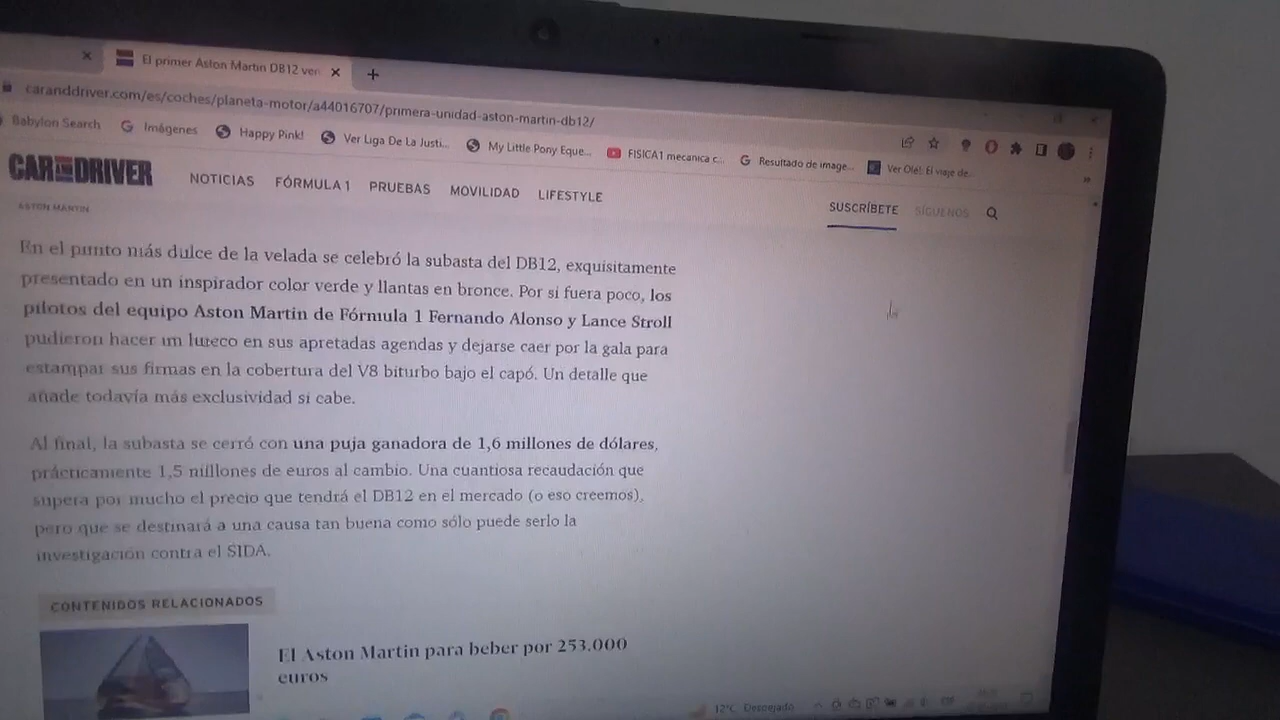 El primer Aston Martin DB12 ven
caranddriver.com/es/coches/planeta-motor/a44016707/primera-unidad-aston-martin-db12/
Babylon Search Imágenes Happy Pink! Ver Liga De La Justi... My Little Pony Eque... FISICA1 mecanica c... Resultado de image... Ver Olé!. El viaje de...
CAR AND DRIVER NOTICIAS FÓRMULA 1 PRUEBAS MOVILIDAD LIFESTYLE SUSCRÍBETE SÍGUENOS
ASTON MARTIN
En el punto más dulce de la velada se celebró la subasta del DB12, exquisitamente
presentado en un inspirador color verde y llantas en bronce. Por si fuera poco, los
pilotos del equipo Aston Martin de Fórmula 1 Fernando Alonso y Lance Stroll
pudieron hacer un hueco en sus apretadas agendas y dejarse caer por la gala para
estampar sus firmas en la cobertura del V8 biturbo bajo el capó. Un detalle que
añade todavía más exclusividad si cabe.
Al final, la subasta se cerró con una puja ganadora de 1,6 millones de dólares,
prácticamente 1,5 millones de euros al cambio. Una cuantiosa recaudación que
supera por mucho el precio que tendrá el DB12 en el mercado (o eso creemos),
pero que se destinará a una causa tan buena como sólo puede serlo la
investigación contra el SIDA.
CONTENIDOS RELACIONADOS
El Aston Martin para beber por 253.000
euros
12°C Despejado